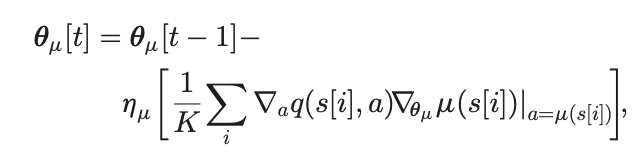 θ_μ[t] = θ_μ[t − 1]−
η_μ [ 1/K ∑_i ∇_a q(s[i], a)∇_{θ_μ} μ(s[i])|_{a=μ(s[i])} ],